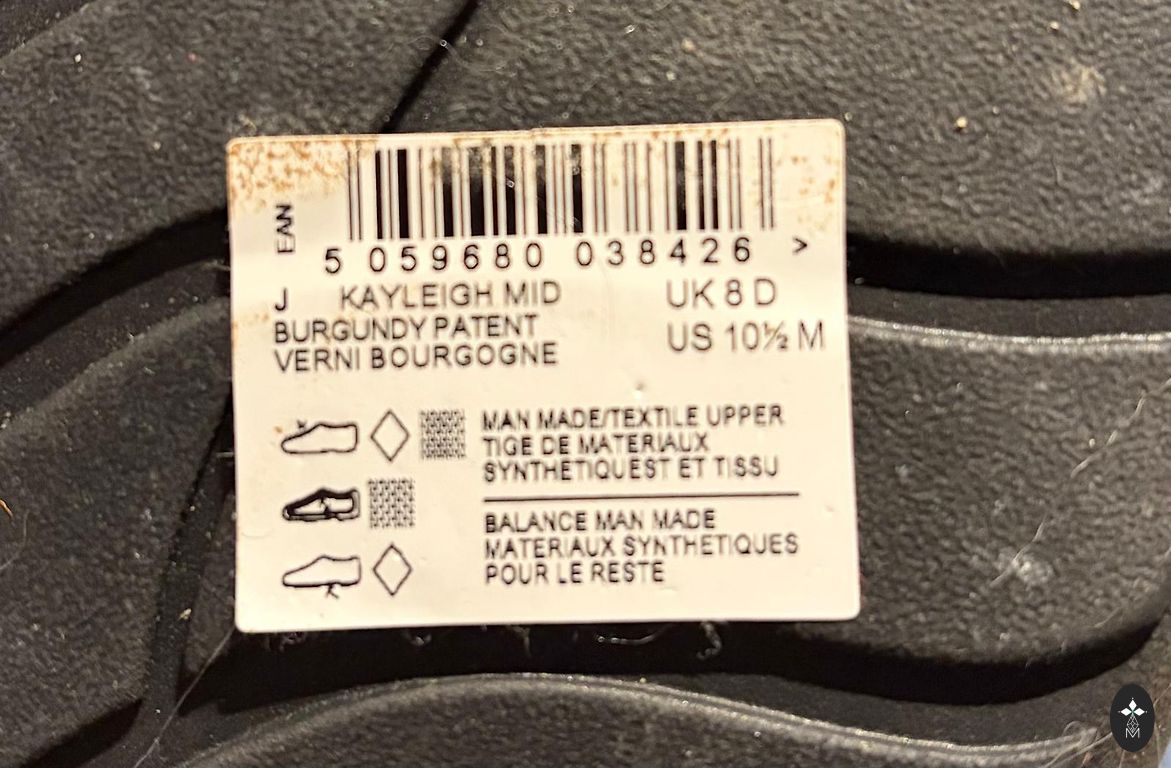 EAN
5 059680 038426 >
J KAYLEIGH MID UK 8 D
BURGUNDY PATENT US 10½ M
VERNI BOURGOGNE
MAN MADE/TEXTILE UPPER
TIGE DE MATERIAUX
SYNTHETIQUEST ET TISSU
BALANCE MAN MADE
MATERIAUX SYNTHETIQUES
POUR LE RESTE
M